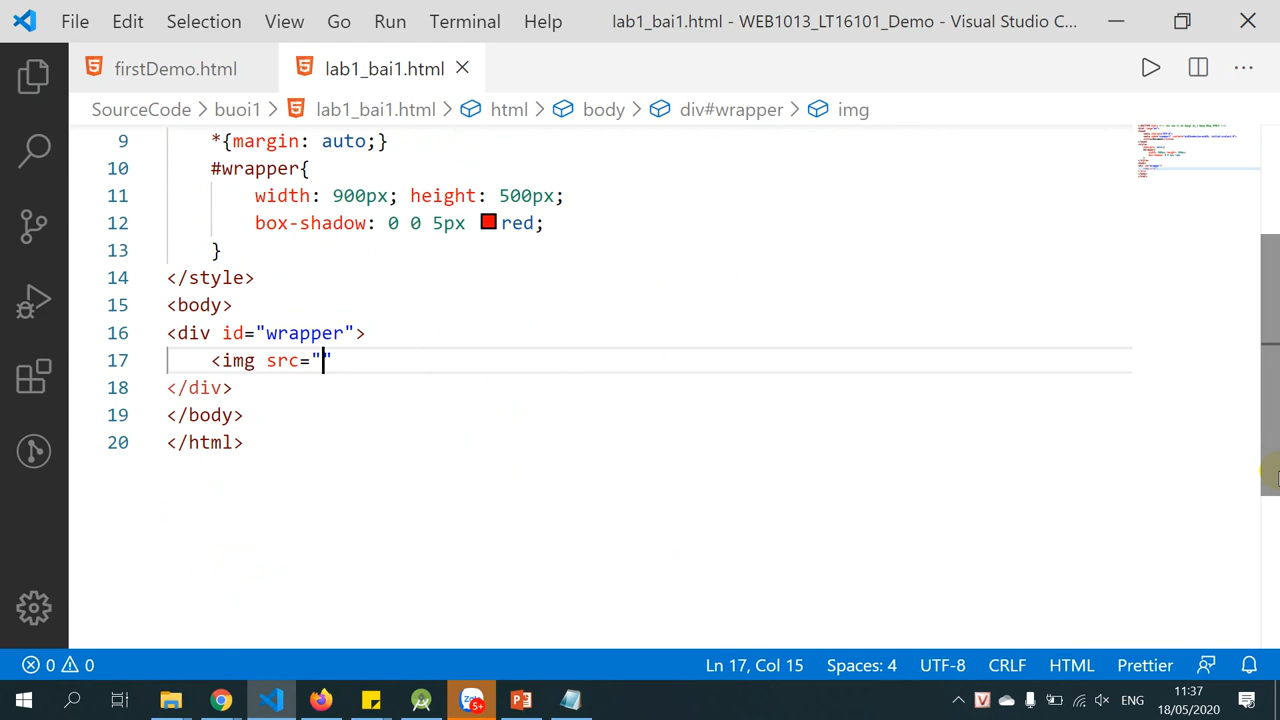 File Edit Selection View Go Run Terminal Help lab1_bai1.html - WEB1013_LT16101_Demo - Visual Studio C...
firstDemo.html lab1_bai1.html
SourceCode buoi1 lab1_bai1.html html body div#wrapper img
9 *{margin: auto;}
10 #wrapper{
11 width: 900px; height: 500px;
12 box-shadow: 0 0 5px red;
13 }
14 </style>
15 <body>
16 <div id="wrapper">
17 <img src=""
18 </div>
19 </body>
20 </html>
0 0 Ln 17, Col 15 Spaces: 4 UTF-8 CRLF HTML Prettier
5+ ENG 11:37
18/05/2020